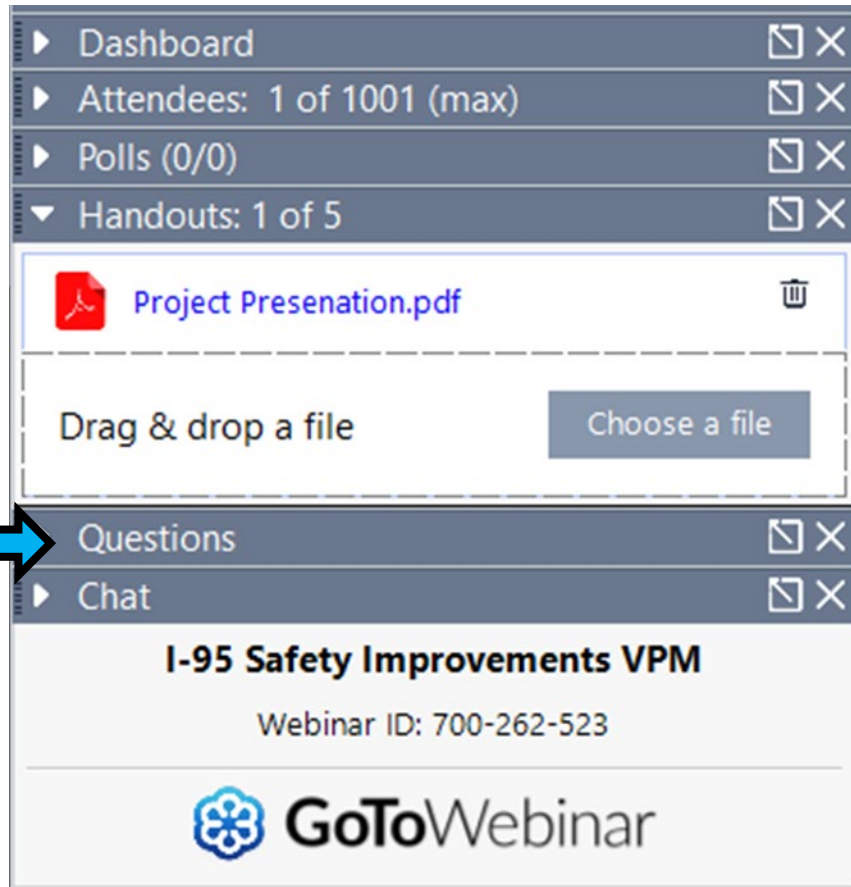 Dashboard
Attendees: 1 of 1001 (max)
Polls (0/0)
Handouts: 1 of 5
Project Presenation.pdf
Drag & drop a file
Choose a file
Questions
Chat
I-95 Safety Improvements VPM
Webinar ID: 700-262-523
GoToWebinar